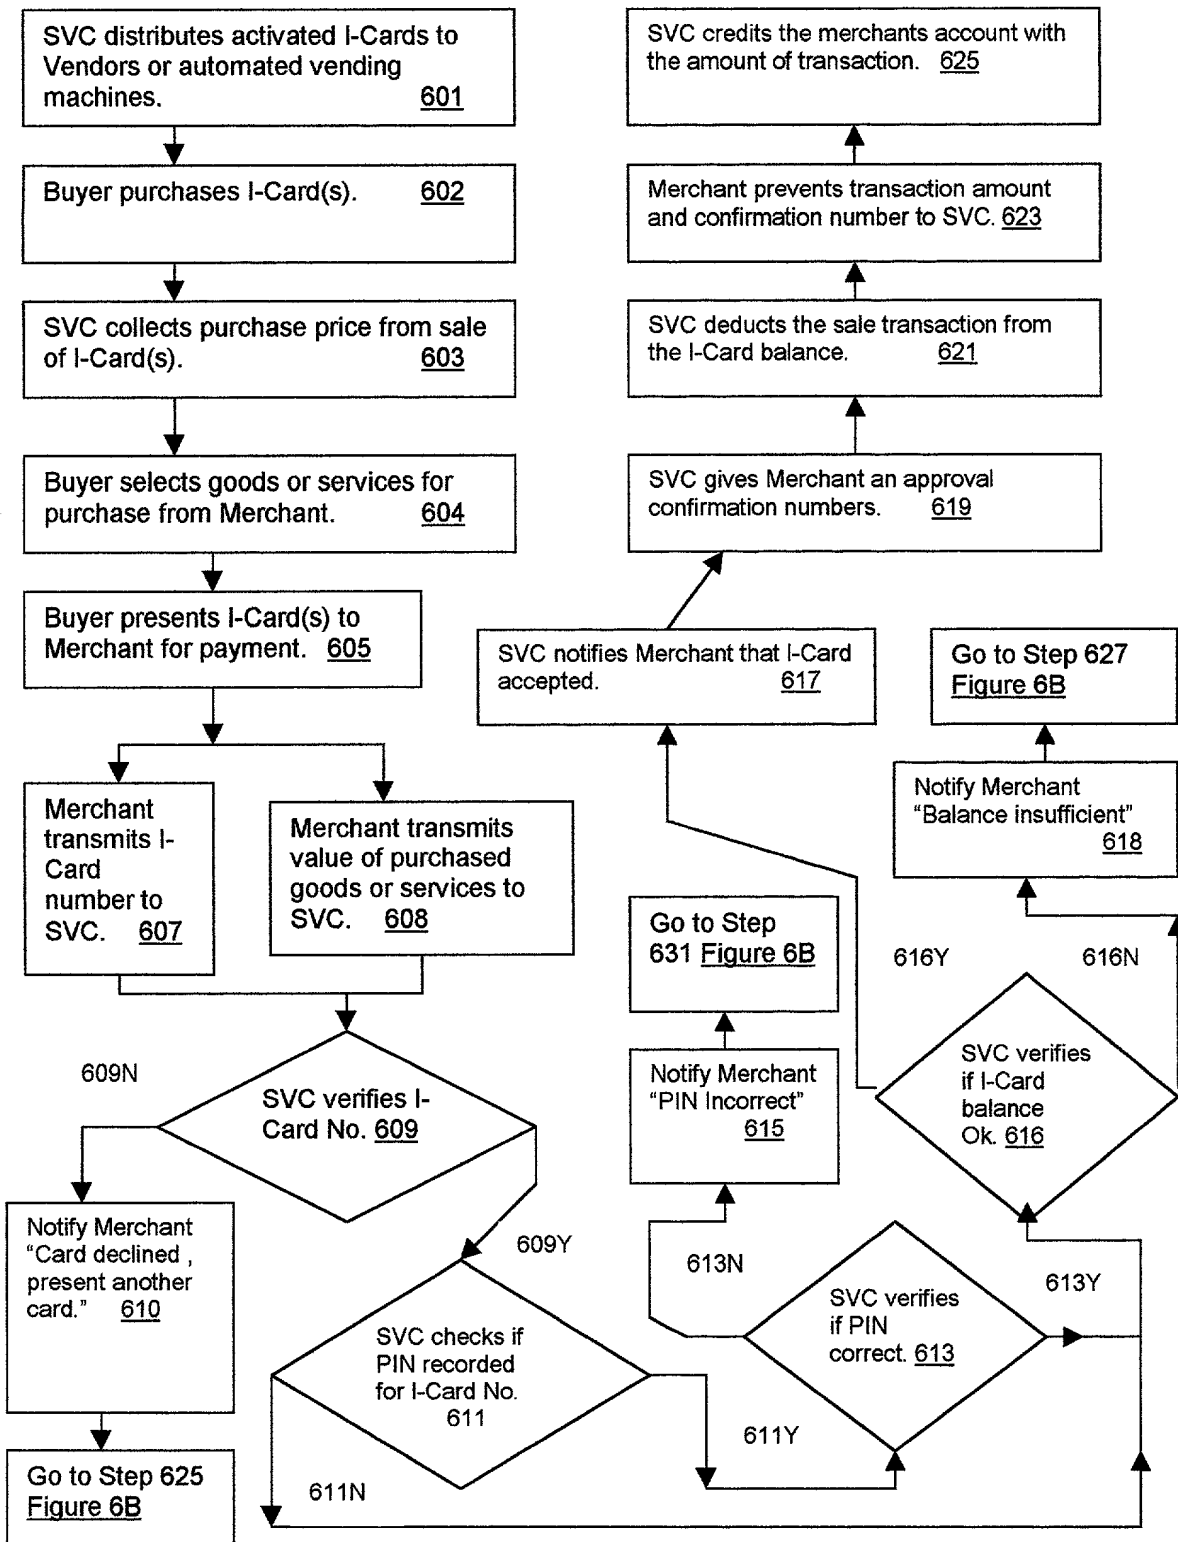 SVC distributes activated I-Cards to
Vendors or automated vending
machines. 601
Buyer purchases I-Card(s). 602
SVC collects purchase price from sale
of I-Card(s). 603
Buyer selects goods or services for
purchase from Merchant. 604
Buyer presents I-Card(s) to
Merchant for payment. 605
Merchant
transmits I-
Card
number to
SVC. 607
Merchant transmits
value of purchased
goods or services to
SVC. 608
609N
SVC verifies I-
Card No. 609
Notify Merchant
“Card declined ,
present another
card.” 610
Go to Step 625
Figure 6B
609Y
SVC checks if
PIN recorded
for I-Card No.
611
611N
611Y
SVC verifies
if PIN
correct. 613
613N
613Y
Notify Merchant
“PIN Incorrect”
615
Go to Step
631 Figure 6B
SVC verifies
if I-Card
balance
Ok. 616
616Y
616N
Notify Merchant
“Balance insufficient”
618
Go to Step 627
Figure 6B
SVC notifies Merchant that I-Card
accepted. 617
SVC gives Merchant an approval
confirmation numbers. 619
SVC deducts the sale transaction from
the I-Card balance. 621
Merchant prevents transaction amount
and confirmation number to SVC. 623
SVC credits the merchants account with
the amount of transaction. 625